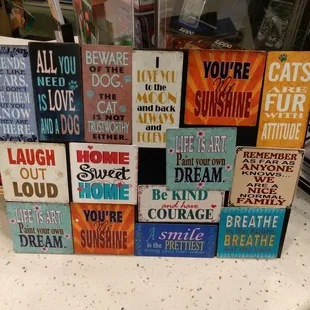 ENDS
LIKE
ALL YOU
NEED
IS LOVE
AND A DOG
BEWARE
OF THE
DOG.
THE
CAT
IS NOT
TRUSTWORTHY
EITHER.
I
LOVE YOU
to the
MOON
and back
ALWAYS
and
FOREVER
YOU'RE
My
SUNSHINE
CATS
ARE
FUR
WITH
ATTITUDE
LAUGH
OUT
LOUD
HOME
Sweet
HOME
LIFE IS ART
Paint your own
DREAM.
REMEMBER
AS FAR AS
ANYONE
KNOWS...
WE
ARE A
NICE
NORMAL
FAMILY
BE KIND
and have
COURAGE
LIFE IS ART
Paint your own
DREAM.
YOU'RE
My
SUNSHINE
A smile
is the PRETTIEST
BREATHE
BREATHE